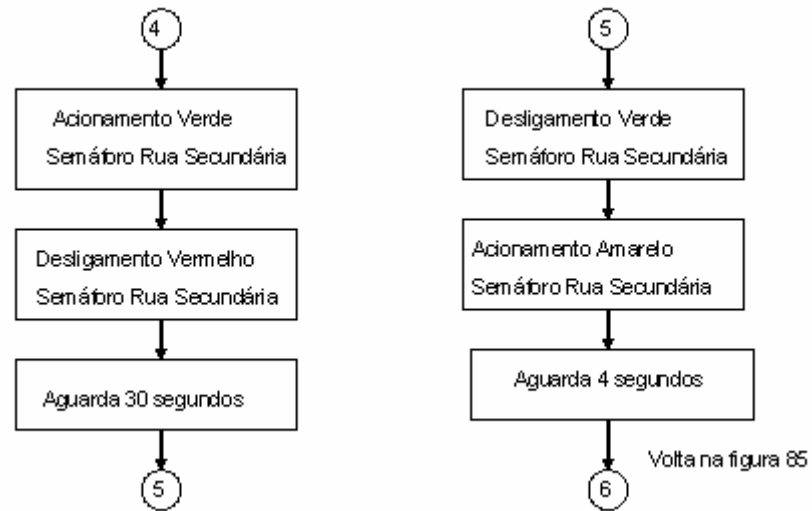 4
Acionamento Verde
Semáforo Rua Secundária
Desligamento Vermelho
Semáforo Rua Secundária
Aguarda 30 segundos
5
5
Desligamento Verde
Semáforo Rua Secundária
Acionamento Amarelo
Semáforo Rua Secundária
Aguarda 4 segundos
Volta na figura 85
6